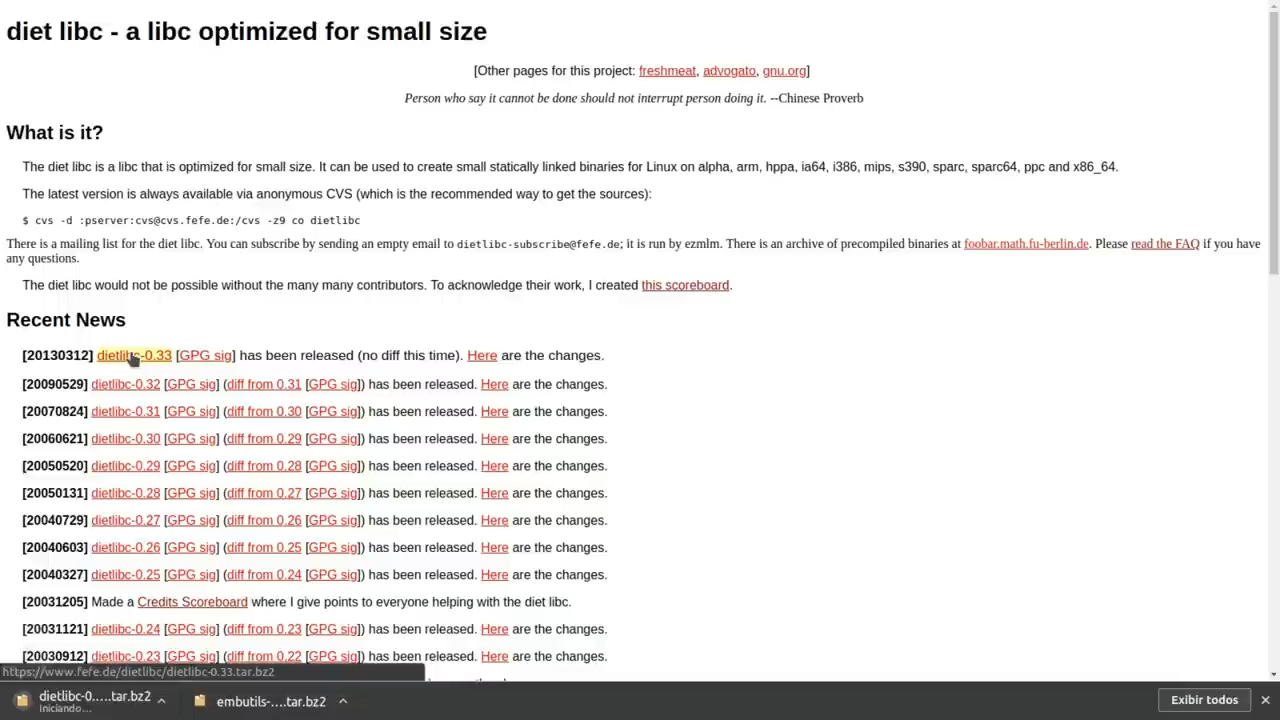 diet libc - a libc optimized for small size
[Other pages for this project: freshmeat, advogato, gnu.org]
Person who say it cannot be done should not interrupt person doing it. --Chinese Proverb
What is it?
The diet libc is a libc that is optimized for small size. It can be used to create small statically linked binaries for Linux on alpha, arm, hppa, ia64, i386, mips, s390, sparc, sparc64, ppc and x86_64.
The latest version is always available via anonymous CVS (which is the recommended way to get the sources):
$ cvs -d :pserver:cvs@cvs.fefe.de:/cvs -z9 co dietlibc
There is a mailing list for the diet libc. You can subscribe by sending an empty email to dietlibc-subscribe@fefe.de; it is run by ezmlm. There is an archive of precompiled binaries at foobar.math.fu-berlin.de. Please read the FAQ if you have
any questions.
The diet libc would not be possible without the many many contributors. To acknowledge their work, I created this scoreboard.
Recent News
[20130312] dietlibc-0.33 [GPG sig] has been released (no diff this time). Here are the changes.
[20090529] dietlibc-0.32 [GPG sig] (diff from 0.31 [GPG sig]) has been released. Here are the changes.
[20070824] dietlibc-0.31 [GPG sig] (diff from 0.30 [GPG sig]) has been released. Here are the changes.
[20060621] dietlibc-0.30 [GPG sig] (diff from 0.29 [GPG sig]) has been released. Here are the changes.
[20050520] dietlibc-0.29 [GPG sig] (diff from 0.28 [GPG sig]) has been released. Here are the changes.
[20050131] dietlibc-0.28 [GPG sig] (diff from 0.27 [GPG sig]) has been released. Here are the changes.
[20040729] dietlibc-0.27 [GPG sig] (diff from 0.26 [GPG sig]) has been released. Here are the changes.
[20040603] dietlibc-0.26 [GPG sig] (diff from 0.25 [GPG sig]) has been released. Here are the changes.
[20040327] dietlibc-0.25 [GPG sig] (diff from 0.24 [GPG sig]) has been released. Here are the changes.
[20031205] Made a Credits Scoreboard where I give points to everyone helping with the diet libc.
[20031121] dietlibc-0.24 [GPG sig] (diff from 0.23 [GPG sig]) has been released. Here are the changes.
[20030912] dietlibc-0.23 [GPG sig] (diff from 0.22 [GPG sig]) has been released. Here are the changes.
https://www.fefe.de/dietlibc/dietlibc-0.33.tar.bz2
dietlibc-0.....tar.bz2
Iniciando...
embutils-....tar.bz2
Exibir todos